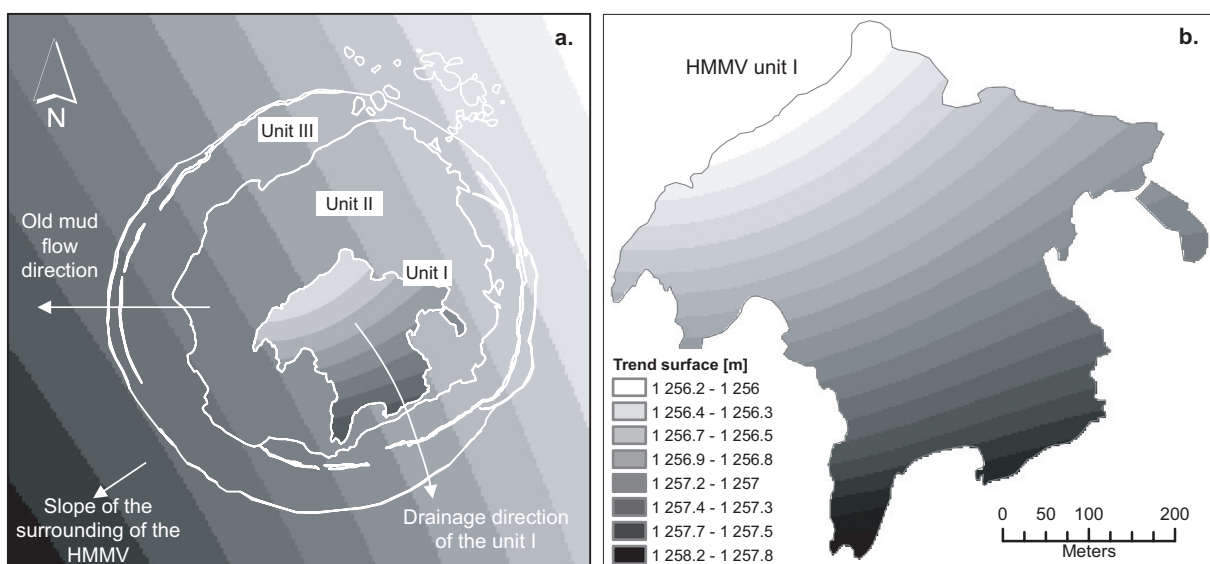 a.
N
Unit III
Unit II
Unit I
Old mud
flow
direction
Slope of the
surrounding of the
HMMV
Drainage direction
of the unit I
b.
HMMV unit I
Trend surface [m]
1 256.2 - 1 256
1 256.4 - 1 256.3
1 256.7 - 1 256.5
1 256.9 - 1 256.8
1 257.2 - 1 257
1 257.4 - 1 257.3
1 257.7 - 1 257.5
1 258.2 - 1 257.8
0 50 100 200
Meters